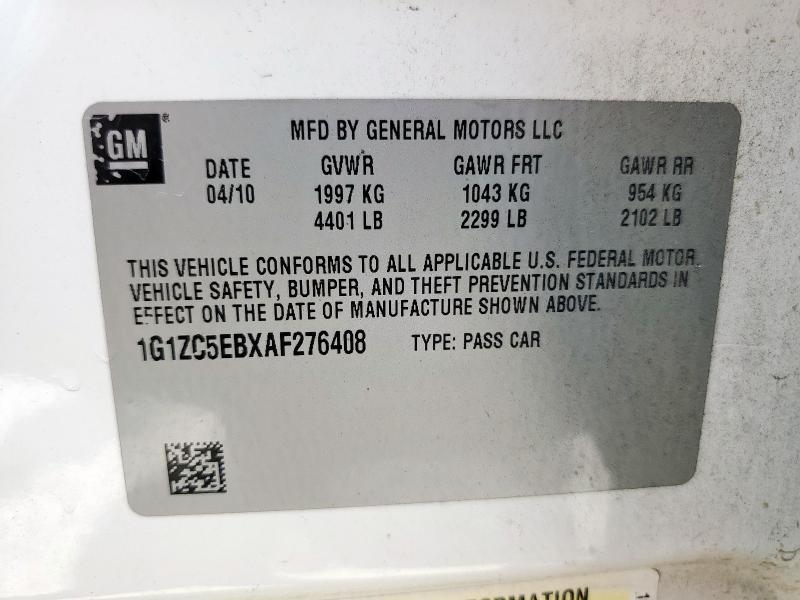 GM®
MFD BY GENERAL MOTORS LLC
DATE GVWR GAWR FRT GAWR RR
04/10 1997 KG 1043 KG 954 KG
4401 LB 2299 LB 2102 LB
THIS VEHICLE CONFORMS TO ALL APPLICABLE U.S. FEDERAL MOTOR
VEHICLE SAFETY, BUMPER, AND THEFT PREVENTION STANDARDS IN
EFFECT ON THE DATE OF MANUFACTURE SHOWN ABOVE.
1G1ZC5EBXAF276408 TYPE: PASS CAR